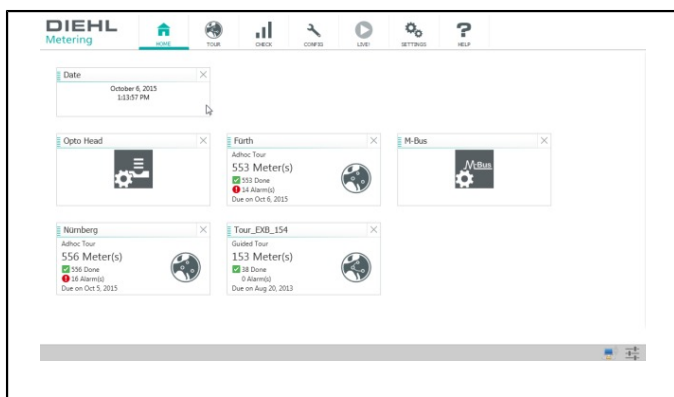 DIEHL
Metering
HOME
TOUR
CHECK
CONFIG
LIVE!
SETTINGS
HELP
Date
October 6, 2015
1:13:57 PM
Opto Head
Fürth
Adhoc Tour
553 Meter(s)
553 Done
14 Alarm(s)
Due on Oct 6, 2015
M-Bus
M-Bus
Nürnberg
Adhoc Tour
556 Meter(s)
556 Done
16 Alarm(s)
Due on Oct 5, 2015
Tour_EXB_154
Guided Tour
153 Meter(s)
38 Done
0 Alarm(s)
Due on Aug 20, 2013